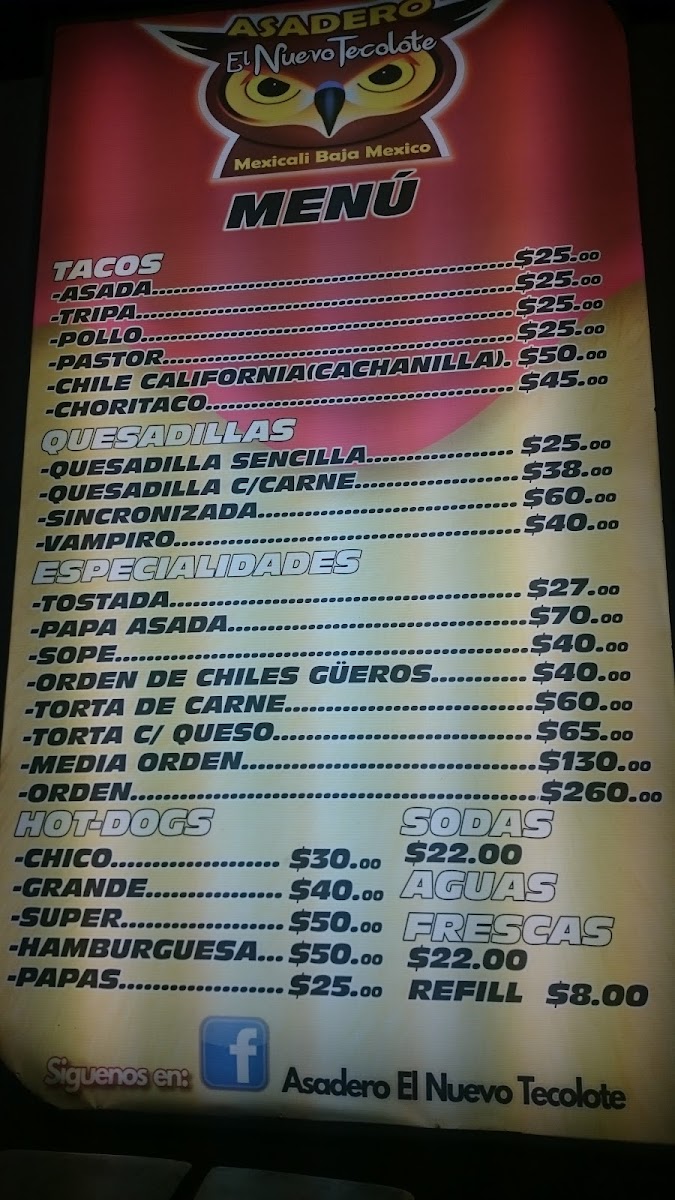 ASADERO
El Nuevo Tecolote
Mexicali Baja Mexico
MENÚ
TACOS
-ASADA.......................................................$25.00
-TRIPA.........................................................$25.00
-POLLO........................................................$25.00
-PASTOR.....................................................$25.00
-CHILE CALIFORNIA(CACHANILLA). $50.00
-CHORITACO.............................................. $45.00
QUESADILLAS
-QUESADILLA SENCILLA................... $25.00
-QUESADILLA C/CARNE.....................$38.00
-SINCRONIZADA.................................. $60.00
-VAMPIRO.............................................$40.00
ESPECIALIDADES
-TOSTADA............................................. $27.00
-PAPA ASADA......................................$70.00
-SOPE.....................................................$40.00
-ORDEN DE CHILES GÜEROS............ $40.00
-TORTA DE CARNE...............................$60.00
-TORTA C/ QUESO................................. $65.00
-MEDIA ORDEN.....................................$130.00
-ORDEN...................................................$260.00
HOT-DOGS
-CHICO...................... $30.00
-GRANDE.................. $40.00
-SUPER..................... $50.00
-HAMBURGUESA... $50.00
-PAPAS..................... $25.00
SODAS
$22.00
AGUAS
FRESCAS
$22.00
REFILL $8.00
Siguenos en:
f
Asadero El Nuevo Tecolote